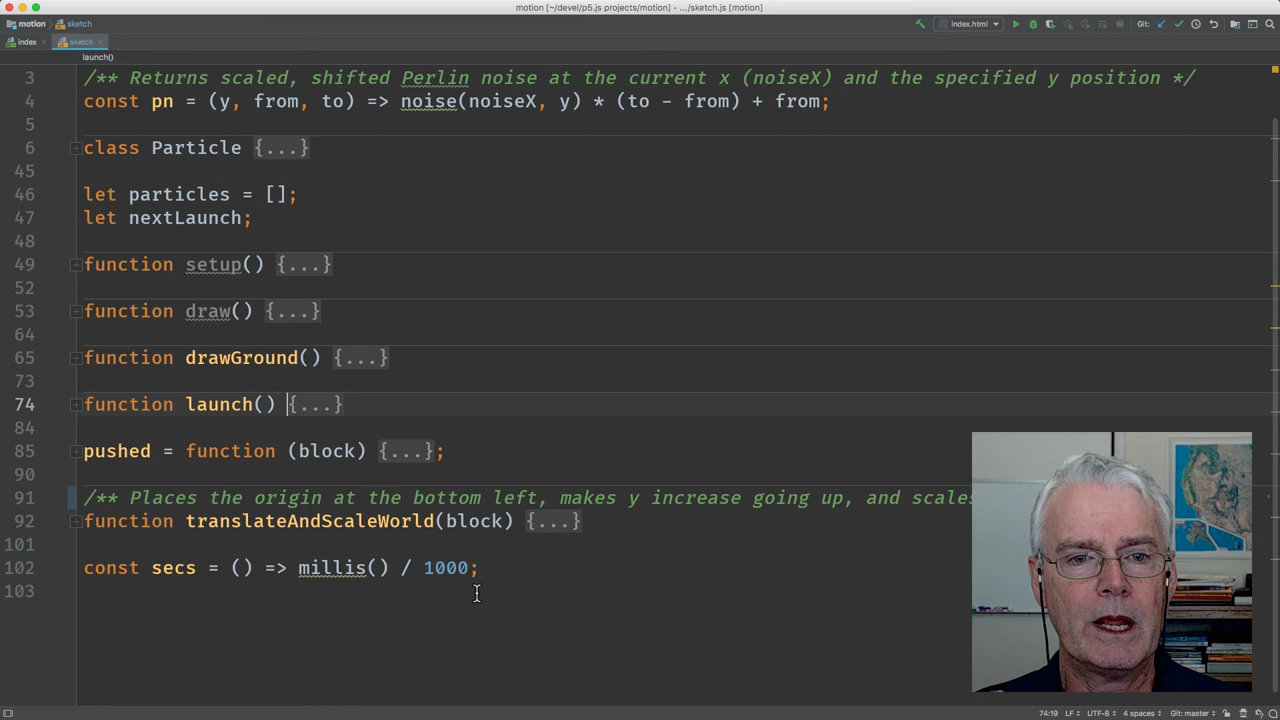 motion [~/devel/p5.js projects/motion] - .../sketch.js [motion]
motion sketch index.html Git:
index sketch
launch()
3 /** Returns scaled, shifted Perlin noise at the current x (noiseX) and the specified y position */
4 const pn = (y, from, to) => noise(noiseX, y) * (to - from) + from;
5
6 class Particle {...}
45
46 let particles = [];
47 let nextLaunch;
48
49 function setup() {...}
52
53 function draw() {...}
64
65 function drawGround() {...}
73
74 function launch() {...}
84
85 pushed = function (block) {...};
90
91 /** Places the origin at the bottom left, makes y increase going up, and scales
92 function translateAndScaleWorld(block) {...}
101
102 const secs = () => millis() / 1000;
103
74:19 LF UTF-8 4 spaces Git: master